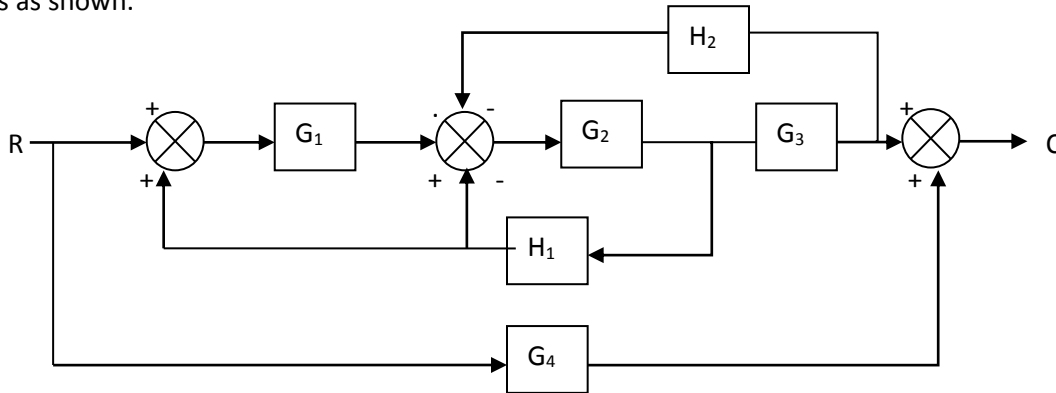 s as shown.
H₂
+ - .
R G₁ G₂ G₃ + C
+ + - +
H₁
G₄